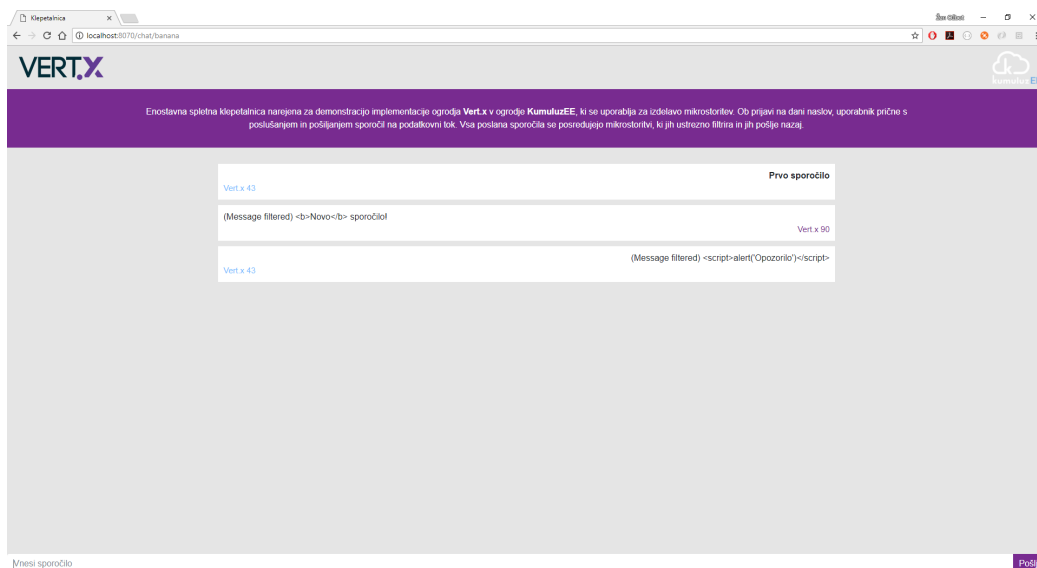 Klepetalnica
localhost:8070/chat/banana
VERT.X
kumuluzEE
Enostavna spletna klepetalnica narejena za demonstracijo implementacije ogrodja Vert.x v ogrodje KumuluzEE, ki se uporablja za izdelavo mikrostoritev. Ob prijavi na dani naslov, uporabnik prične s
poslušanjem in pošiljanjem sporočil na podatkovni tok. Vsa poslana sporočila se posredujejo mikrostoritvi, ki jih ustrezno filtrira in jih pošlje nazaj.
Prvo sporočilo
Vert.x 43
(Message filtered) <b>Novo</b> sporočilo!
Vert.x 90
(Message filtered) <script>alert('Opozorilo')</script>
Vert.x 43
Vnesi sporočilo